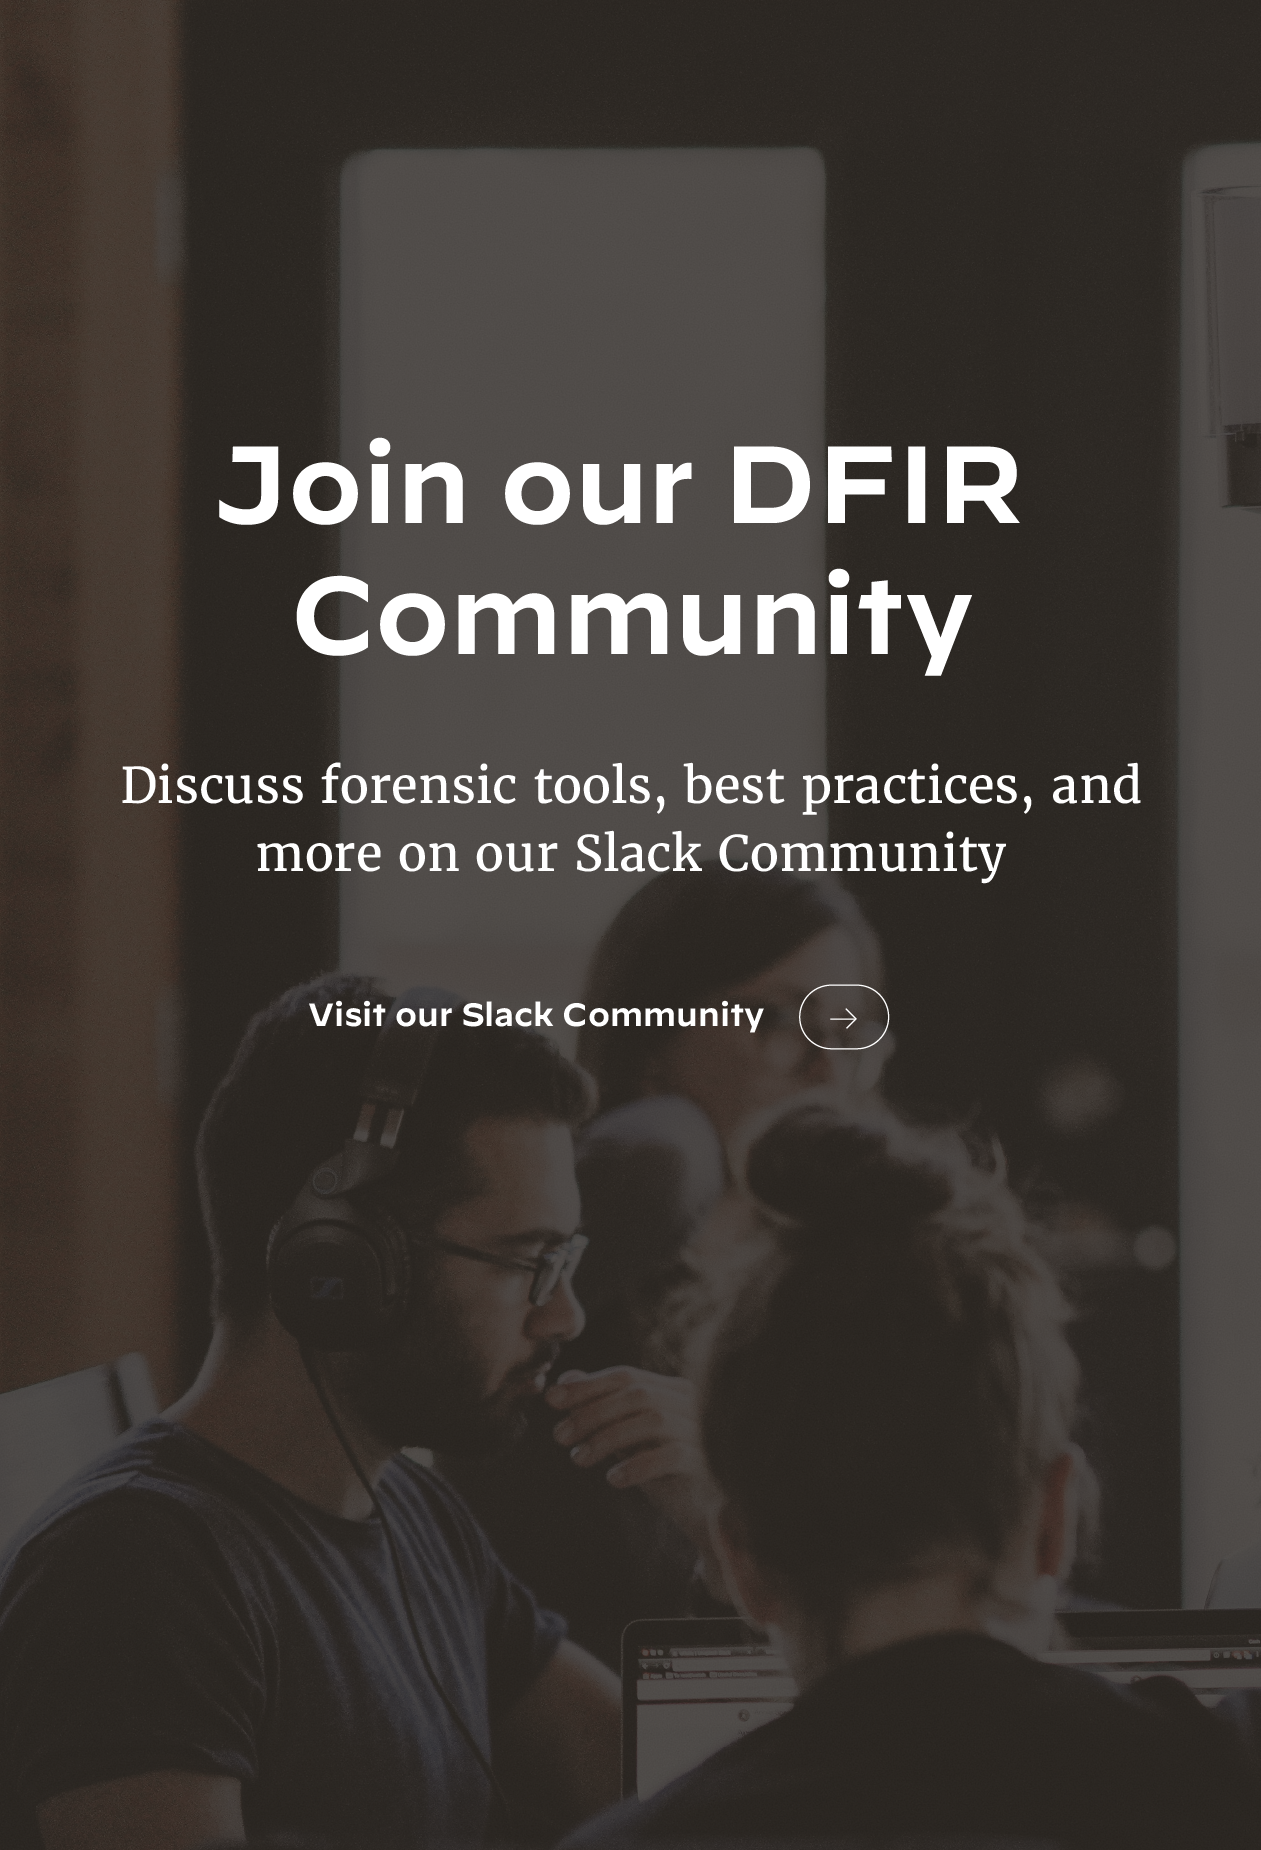 Join our DFIR
Community
Discuss forensic tools, best practices, and
more on our Slack Community
Visit our Slack Community